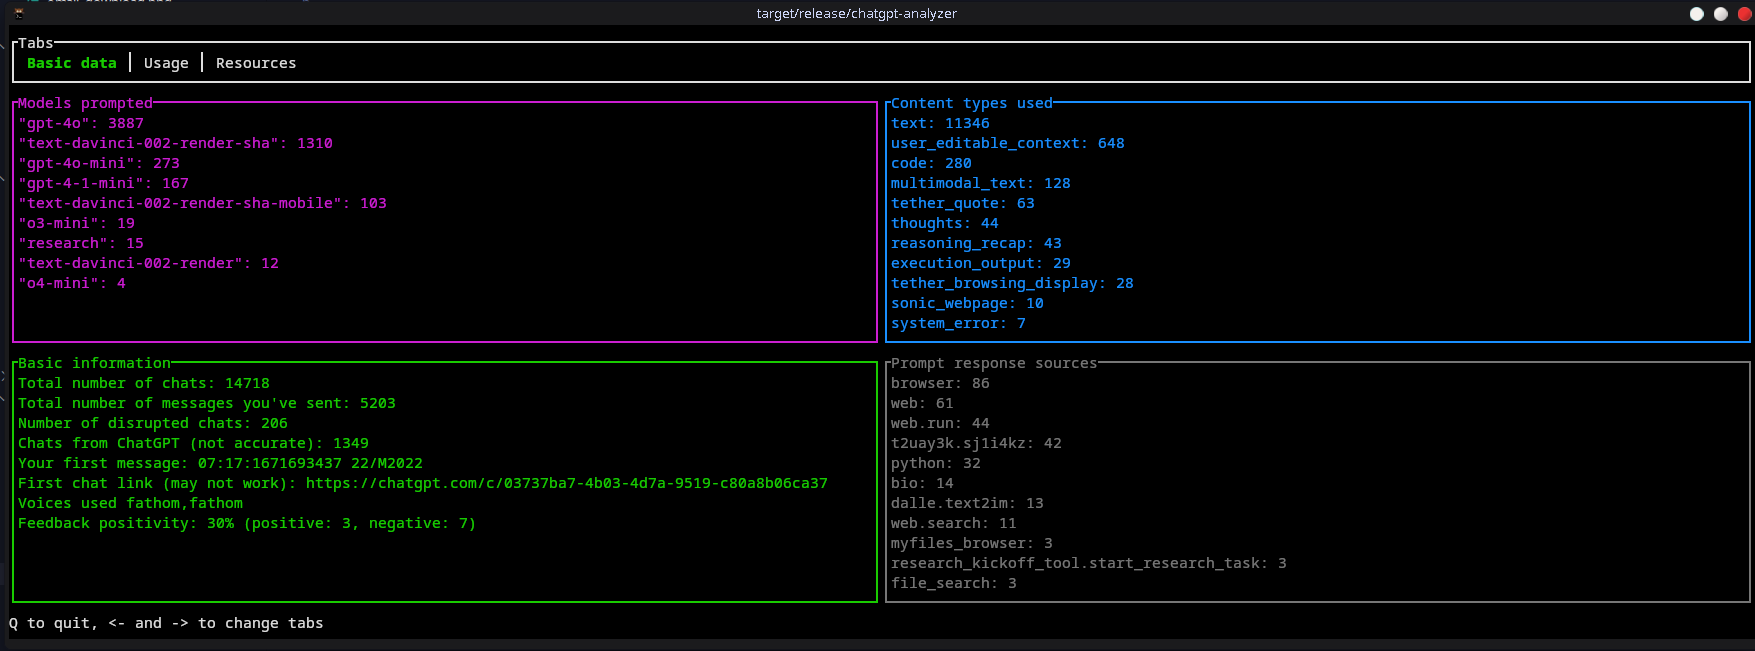 target/release/chatgpt-analyzer
Tabs
Basic data │ Usage │ Resources
Models prompted
"gpt-4o": 3887
"text-davinci-002-render-sha": 1310
"gpt-4o-mini": 273
"gpt-4-1-mini": 167
"text-davinci-002-render-sha-mobile": 103
"o3-mini": 19
"research": 15
"text-davinci-002-render": 12
"o4-mini": 4
Content types used
text: 11346
user_editable_context: 648
code: 280
multimodal_text: 128
tether_quote: 63
thoughts: 44
reasoning_recap: 43
execution_output: 29
tether_browsing_display: 28
sonic_webpage: 10
system_error: 7
Basic information
Total number of chats: 14718
Total number of messages you've sent: 5203
Number of disrupted chats: 206
Chats from ChatGPT (not accurate): 1349
Your first message: 07:17:1671693437 22/M2022
First chat link (may not work): https://chatgpt.com/c/03737ba7-4b03-4d7a-9519-c80a8b06ca37
Voices used fathom,fathom
Feedback positivity: 30% (positive: 3, negative: 7)
Prompt response sources
browser: 86
web: 61
web.run: 44
t2uay3k.sj1i4kz: 42
python: 32
bio: 14
dalle.text2im: 13
web.search: 11
myfiles_browser: 3
research_kickoff_tool.start_research_task: 3
file_search: 3
Q to quit, <- and -> to change tabs